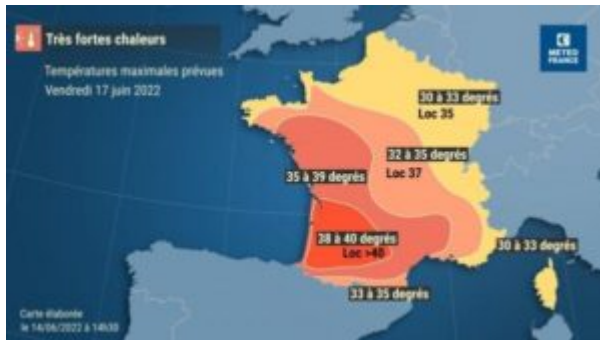 Très fortes chaleurs
Températures maximales prévues
Vendredi 17 juin 2022
METEO
FRANCE
30 à 33 degrés
Loc 35
32 à 35 degrés
Loc 37
35 à 39 degrés
38 à 40 degrés
Loc >40
30 à 33 degrés
33 à 35 degrés
Carte élaborée
le 14/06/2022 à 14h30